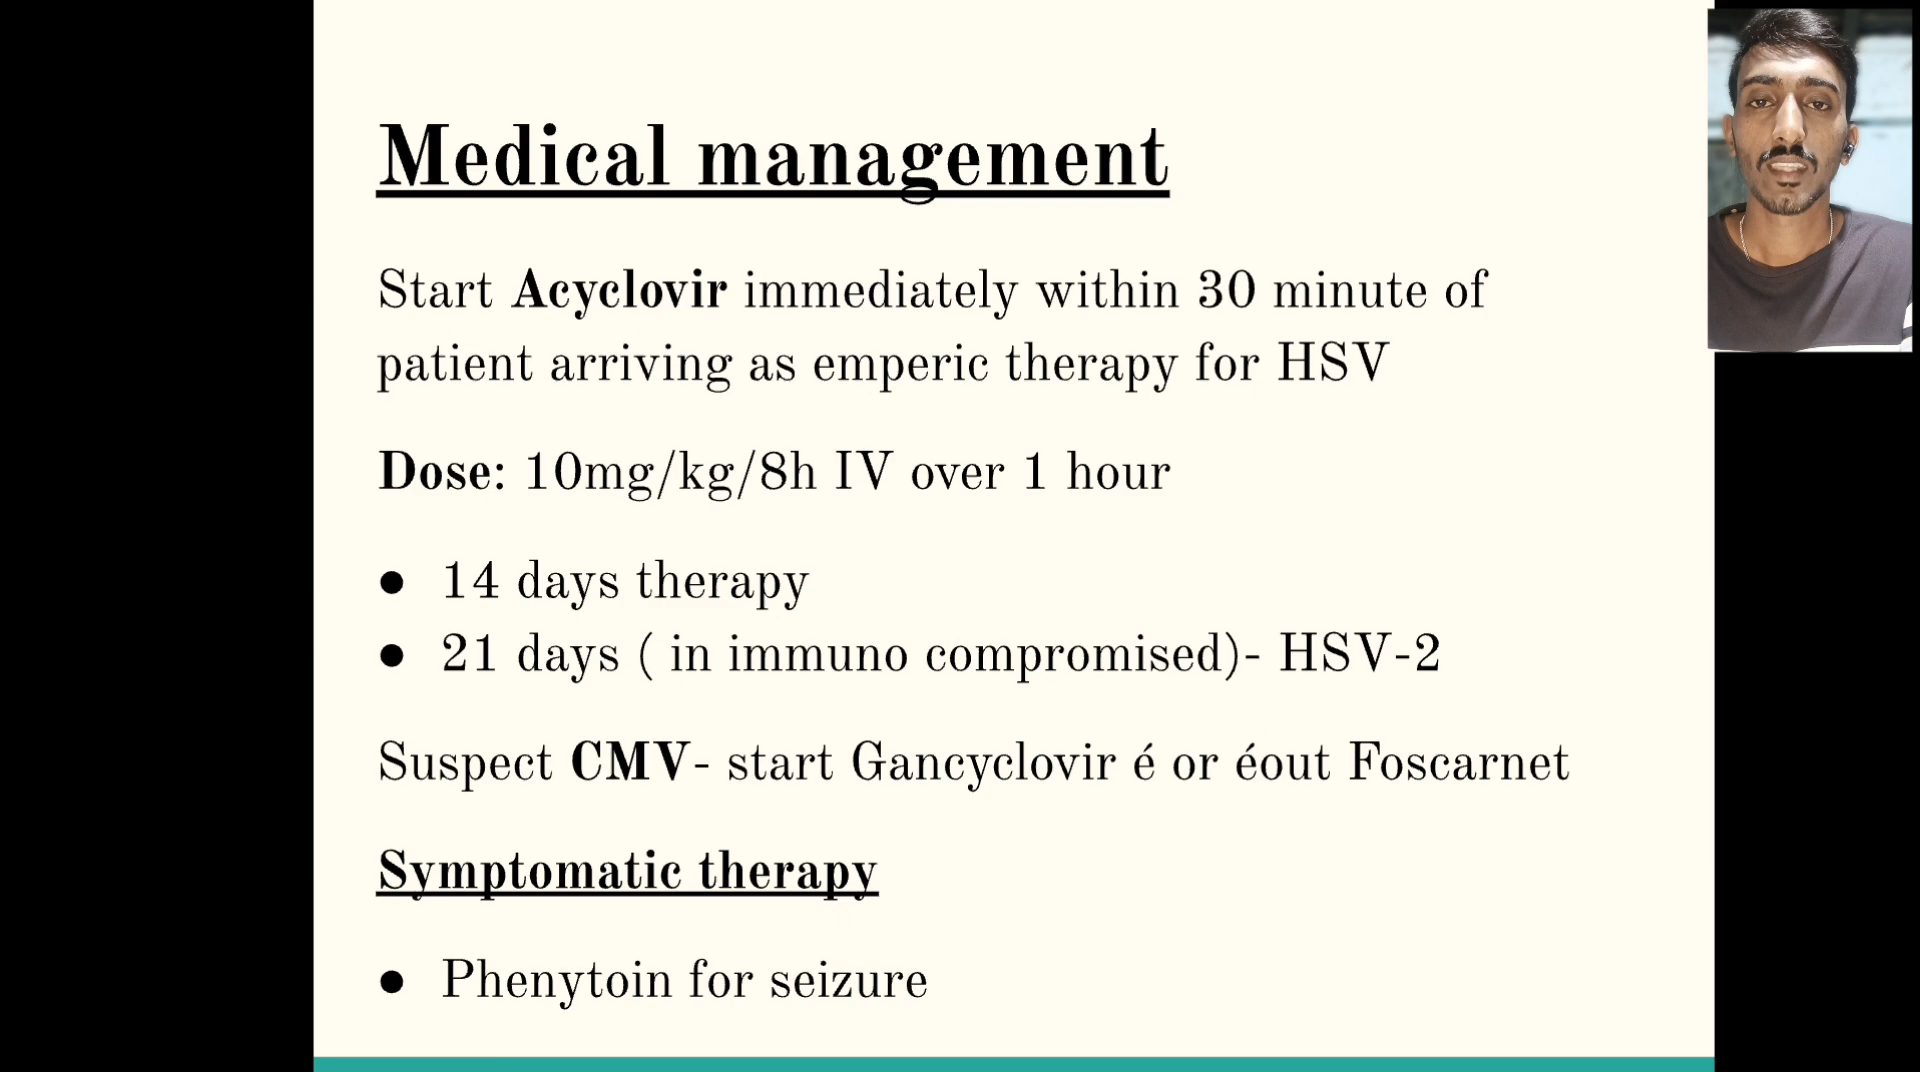 Medical management
Start Acyclovir immediately within 30 minute of
patient arriving as emperic therapy for HSV
Dose: 10mg/kg/8h IV over 1 hour
● 14 days therapy
● 21 days ( in immuno compromised)- HSV-2
Suspect CMV- start Gancyclovir é or éout Foscarnet
Symptomatic therapy
● Phenytoin for seizure